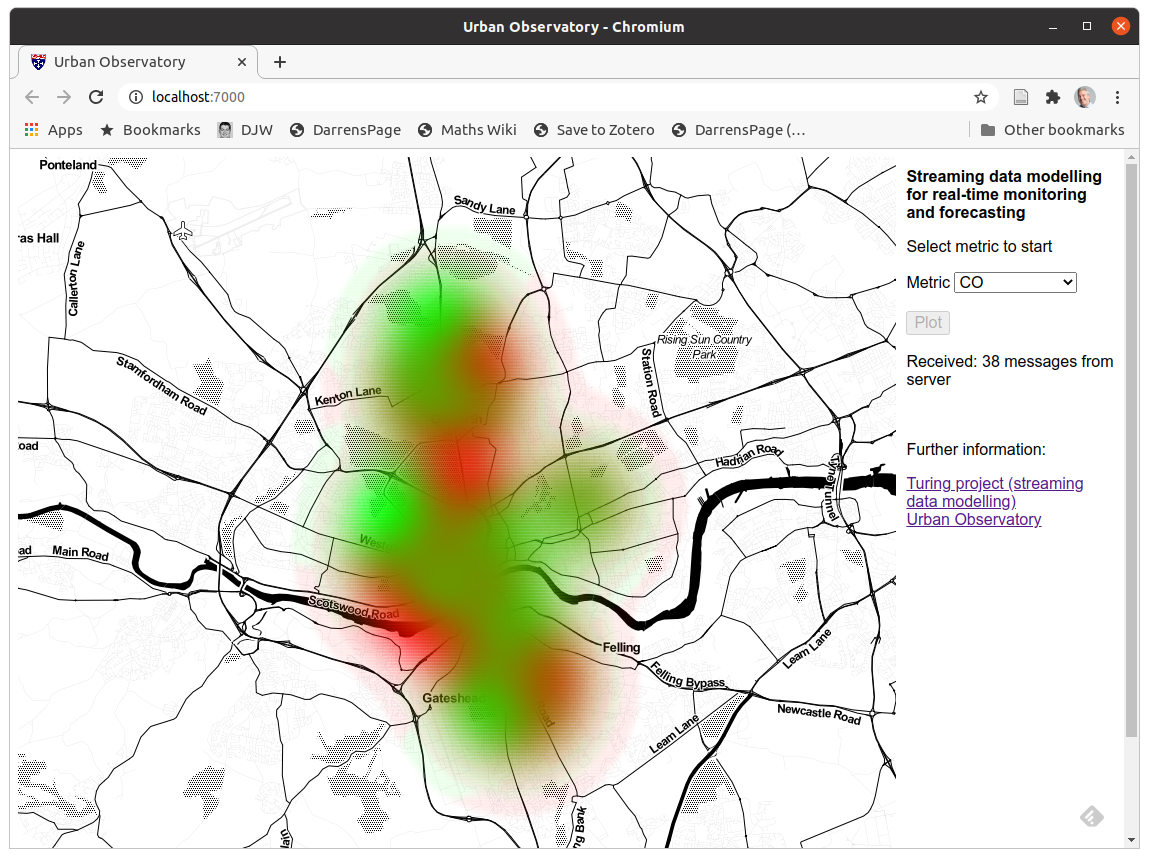 Urban Observatory - Chromium
Urban Observatory
localhost:7000
Apps Bookmarks DJW DarrensPage Maths Wiki Save to Zotero DarrensPage (… Other bookmarks
Ponteland
Sandy Lane
ras Hall
Callerton Lane
Rising Sun Country
Park
Station Road
Stamfordham Road
Kenton Lane
oad
Hadrian Road
Tyne Tunnel
West
ad
Main Road
Scotswood Road
Felling
Leam Lane
Felling Bypass
Gateshead
Newcastle Road
Leam Lane
ng Bank
Streaming data modelling
for real-time monitoring
and forecasting
Select metric to start
Metric CO
Plot
Received: 38 messages from
server
Further information:
Turing project (streaming
data modelling)
Urban Observatory